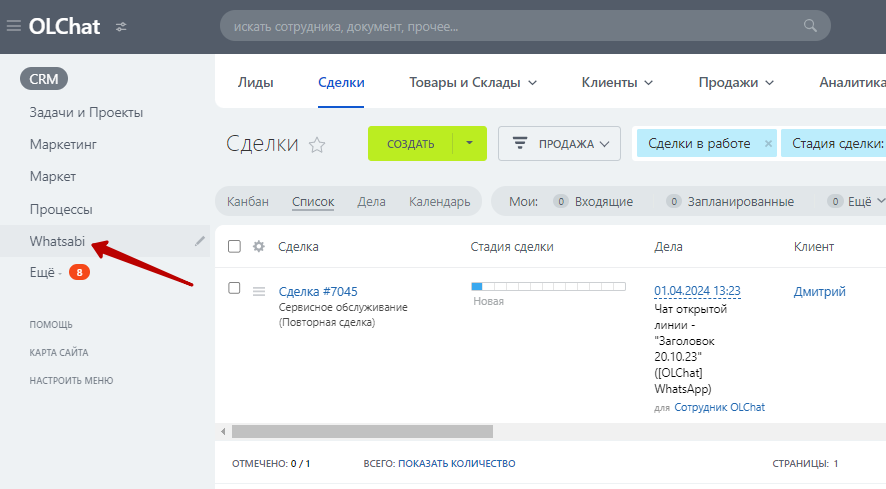 OLChat
искать сотрудника, документ, прочее...
CRM
Задачи и Проекты
Маркетинг
Маркет
Процессы
Whatsabi
Ещё - 8
ПОМОЩЬ
КАРТА САЙТА
НАСТРОИТЬ МЕНЮ
Лиды Сделки Товары и Склады Клиенты Продажи Аналитика
Сделки СОЗДАТЬ ПРОДАЖА Сделки в работе × Стадия сделки:
Канбан Список Дела Календарь Мои: 0 Входящие 0 Запланированные 0 Ещё
Сделка Стадия сделки Дела Клиент
Сделка #7045 01.04.2024 13:23 Дмитрий
Сервисное обслуживание Новая Чат открытой
(Повторная сделка) линии -
"Заголовок
20.10.23"
([OLChat]
WhatsApp)
для Сотрудник OLChat
ОТМЕЧЕНО: 0 / 1 ВСЕГО: ПОКАЗАТЬ КОЛИЧЕСТВО СТРАНИЦЫ: 1